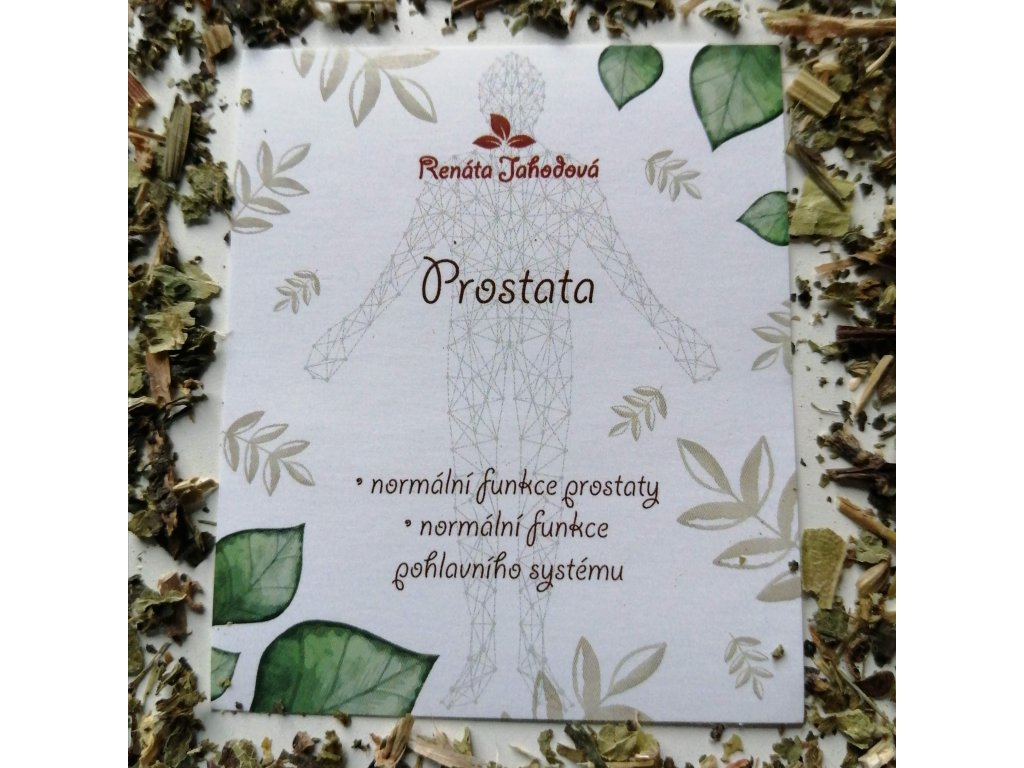 Renáta Jahodová
Prostata
• normální funkce prostaty
• normální funkce
pohlavního systému